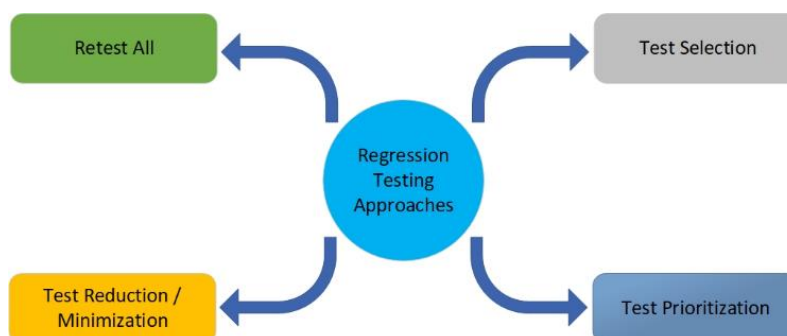 Retest All
Test Selection
Regression
Testing
Approaches
Test Reduction /
Minimization
Test Prioritization